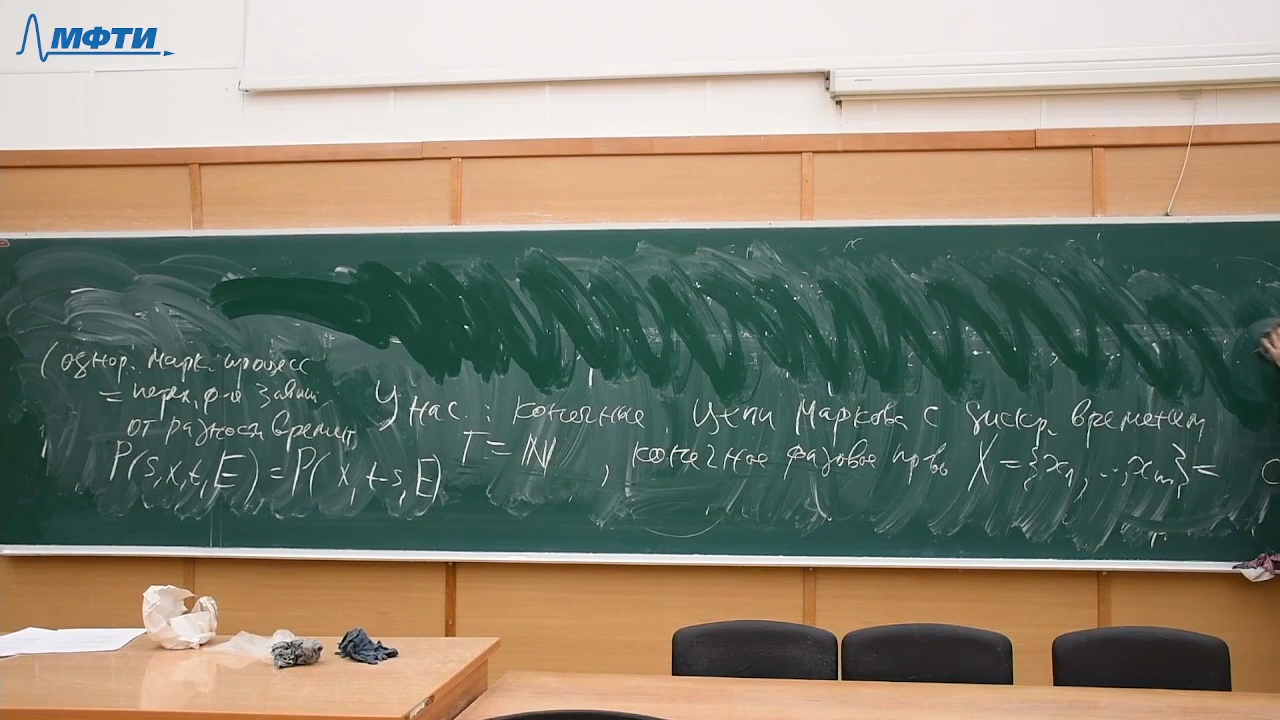 МФТИ
(однор. марк. процесс
= перех. ф-я зависит
от разности времен
P(s,x,t,E)=P(x,t-s,E)
У нас: конечные цепи Маркова с дискр. временем
T=ℕ, конечное фазовое пр-во X={x₁,...,xₘ}=